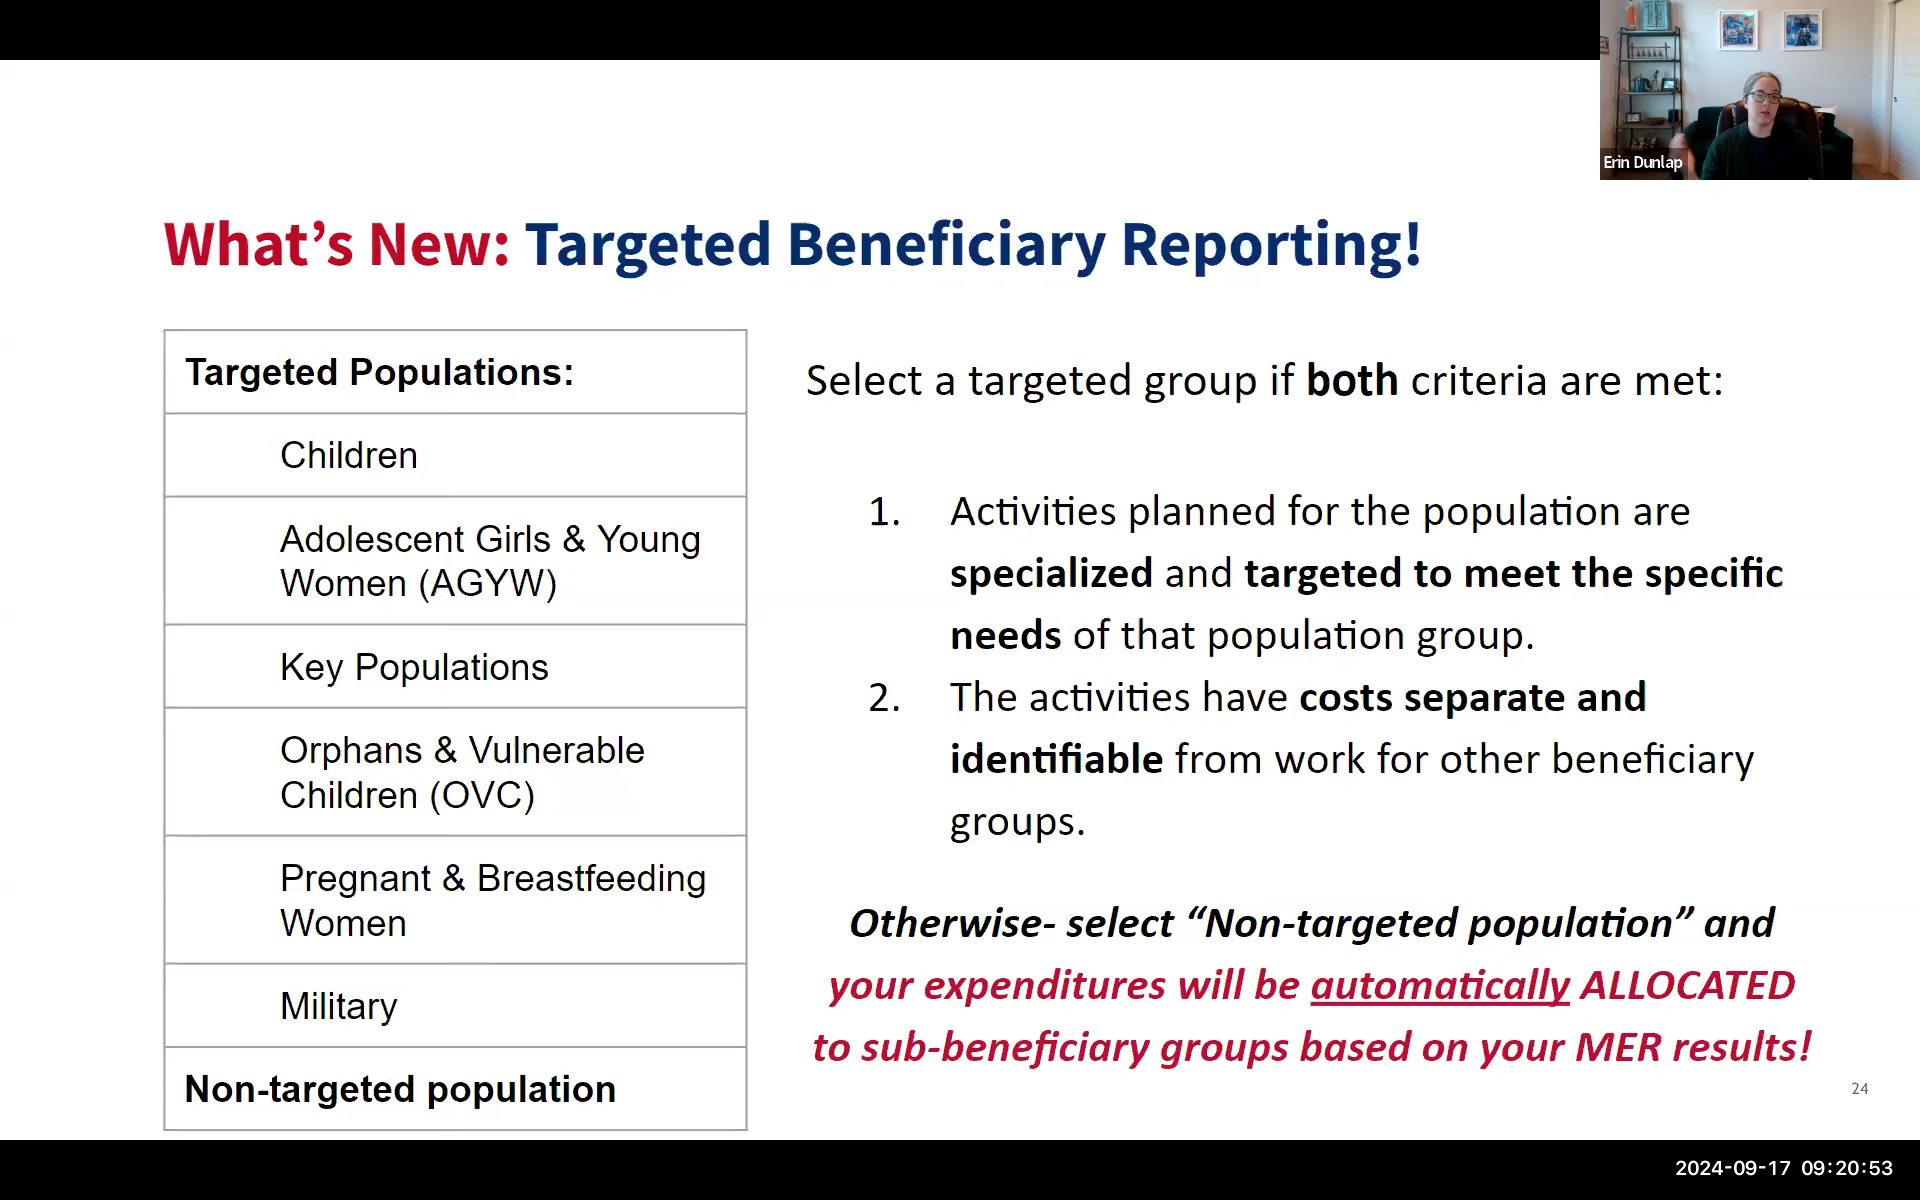 Erin Dunlap
What's New: Targeted Beneficiary Reporting!
Targeted Populations:
Children
Adolescent Girls & Young
Women (AGYW)
Key Populations
Orphans & Vulnerable
Children (OVC)
Pregnant & Breastfeeding
Women
Military
Non-targeted population
Select a targeted group if both criteria are met:
1. Activities planned for the population are
specialized and targeted to meet the specific
needs of that population group.
2. The activities have costs separate and
identifiable from work for other beneficiary
groups.
Otherwise- select “Non-targeted population” and
your expenditures will be automatically ALLOCATED
to sub-beneficiary groups based on your MER results!
24
2024-09-17 09:20:53